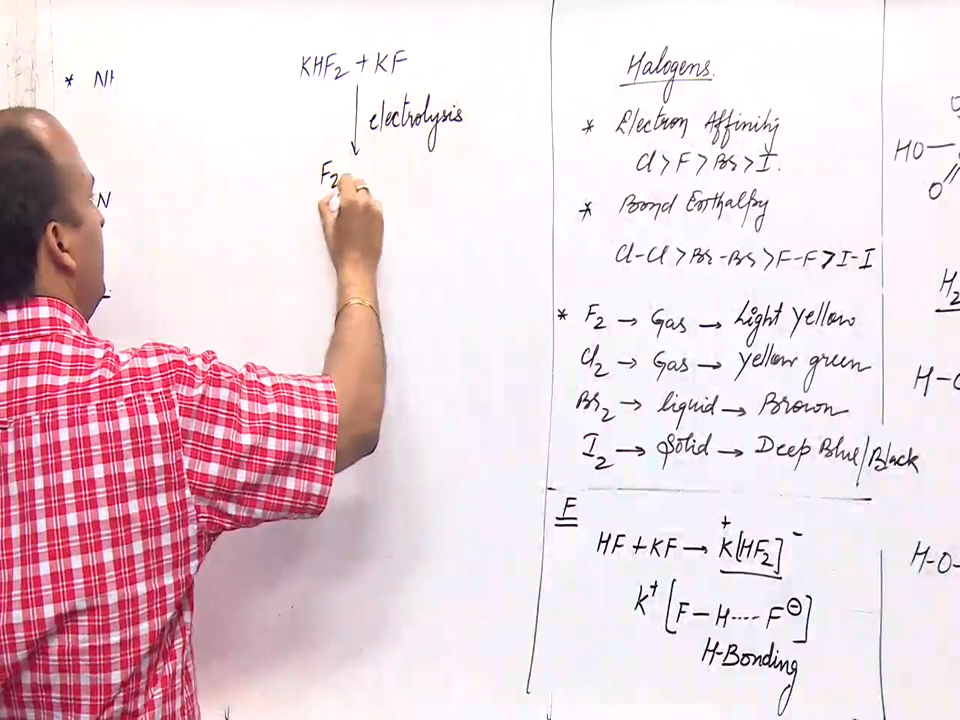 * NH
N
KHF2 + KF
electrolysis
F2
Halogens.
* Electron Affinity
Cl > F > Br > I.
* Bond Enthalpy
Cl-Cl > Br-Br > F-F > I-I
* F2 → Gas → Light Yellow
Cl2 → Gas → Yellow green
Br2 → liquid → Brown
I2 → Solid → Deep Blue/Black
F
HF + KF → K⁺[HF2]⁻
K⁺ [F-H....F⊖]
H-Bonding
HO-
O
H2
H-O
H-O-